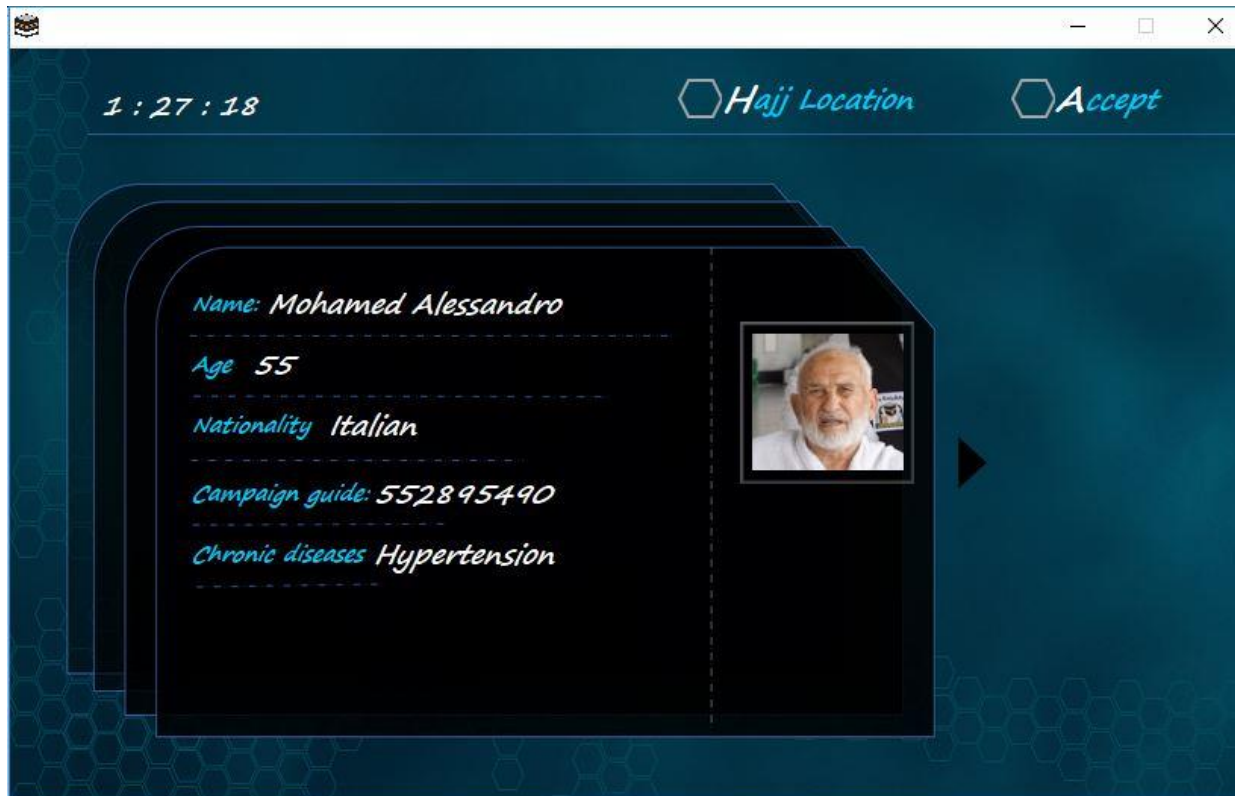 1 : 27 : 18
Hajj Location
Accept
Name: Mohamed Alessandro
Age 55
Nationality Italian
Campaign guide: 552895490
Chronic diseases Hypertension